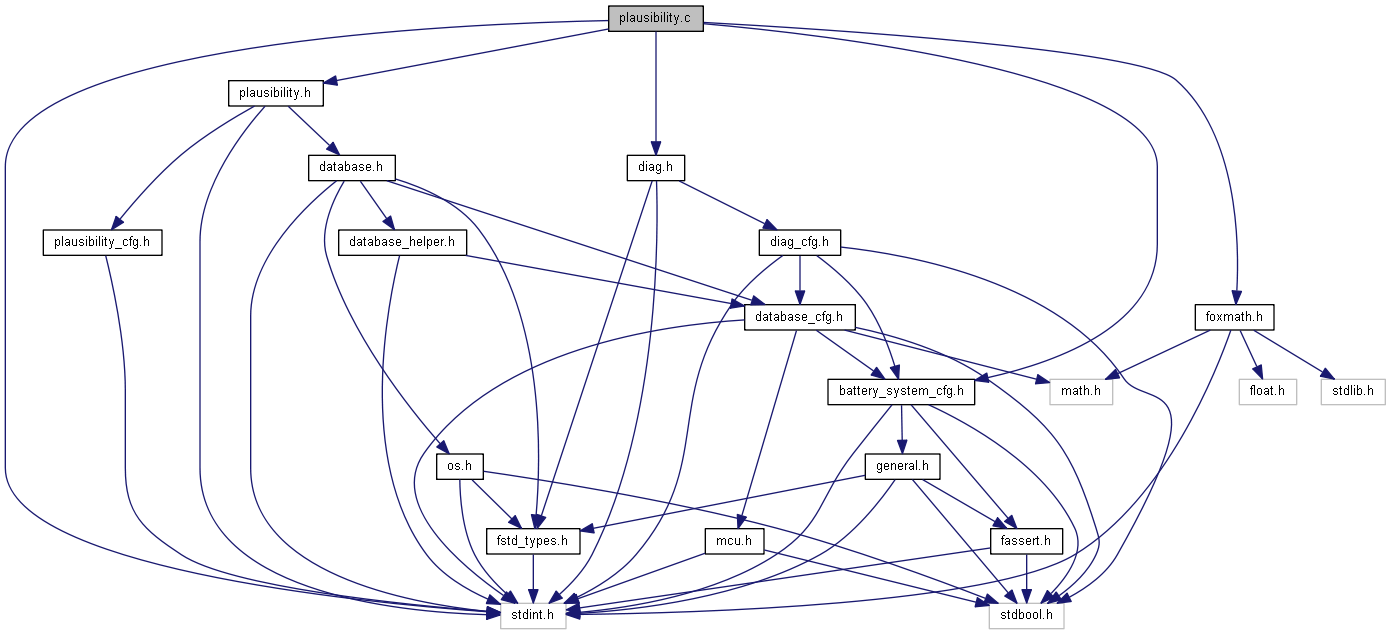 plausibility.c
plausibility.h
database.h
diag.h
plausibility_cfg.h
database_helper.h
diag_cfg.h
database_cfg.h
foxmath.h
battery_system_cfg.h
math.h
float.h
stdlib.h
os.h
general.h
fstd_types.h
mcu.h
fassert.h
stdint.h
stdbool.h